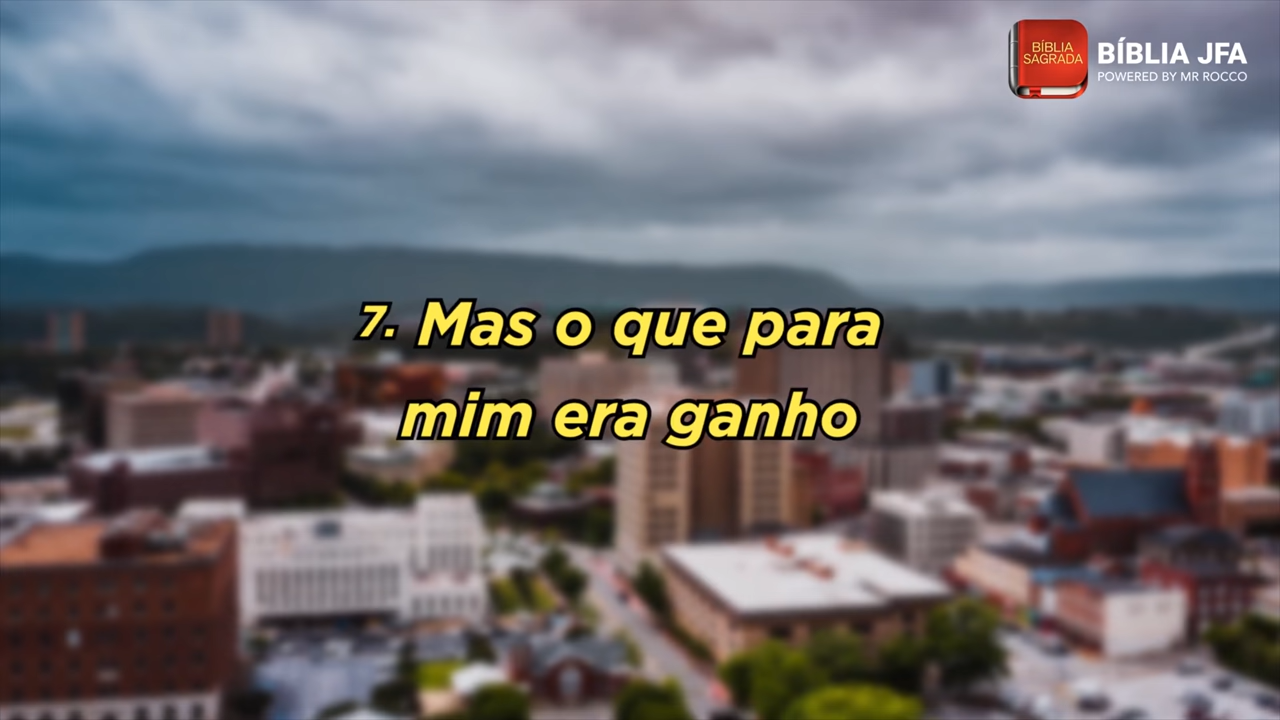 BÍBLIA
SAGRADA
BÍBLIA JFA
POWERED BY MR ROCCO
7. Mas o que para
mim era ganho